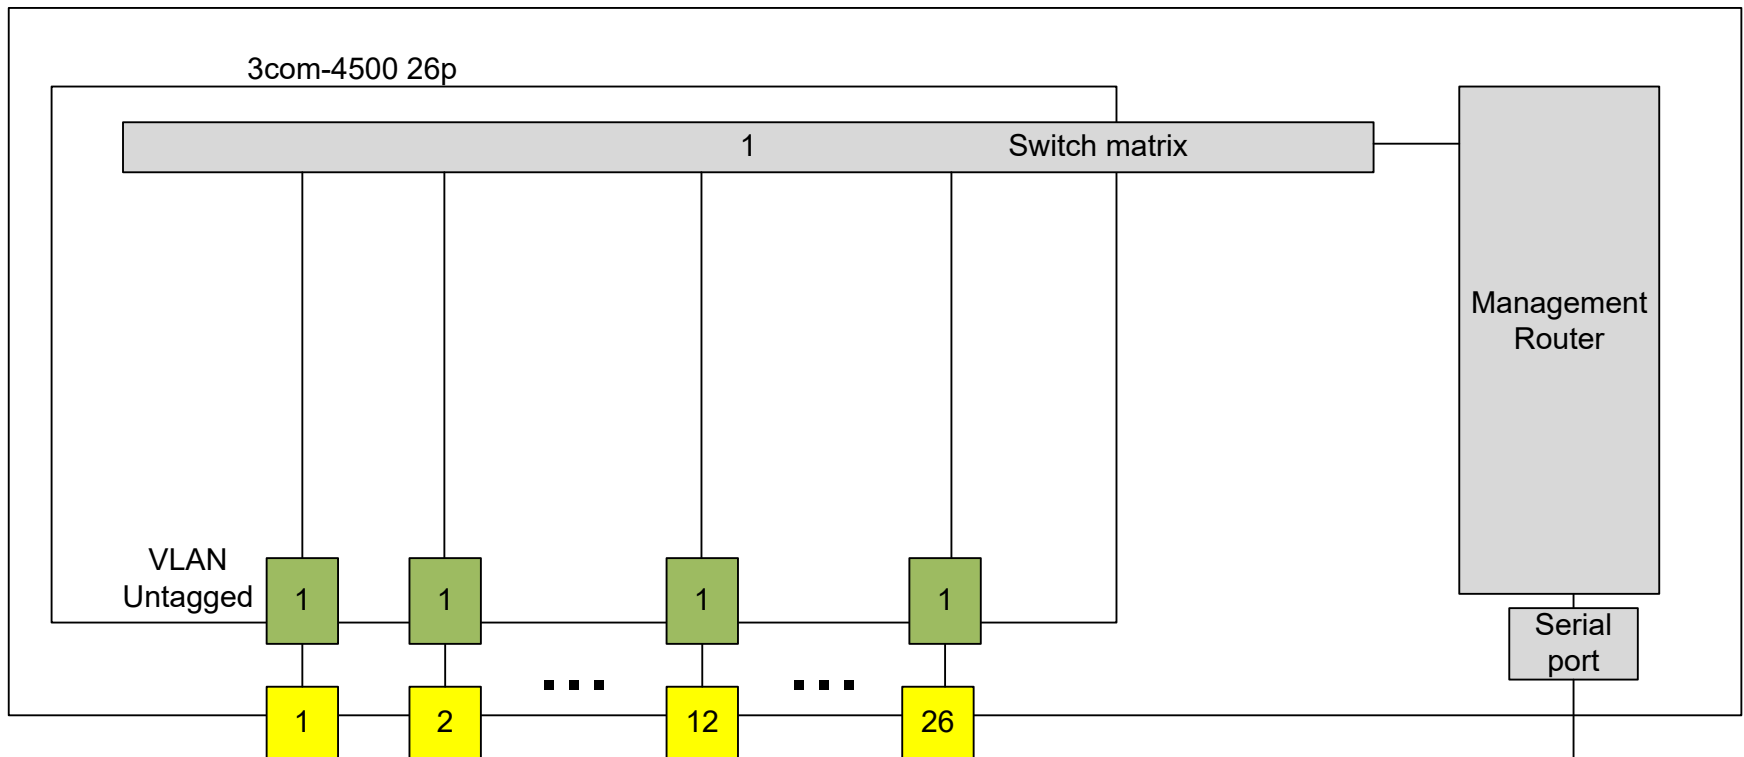 3com-4500 26p
1 Switch matrix
Management
Router
VLAN
Untagged
1 1 1 1
Serial
port
1 2 12 26